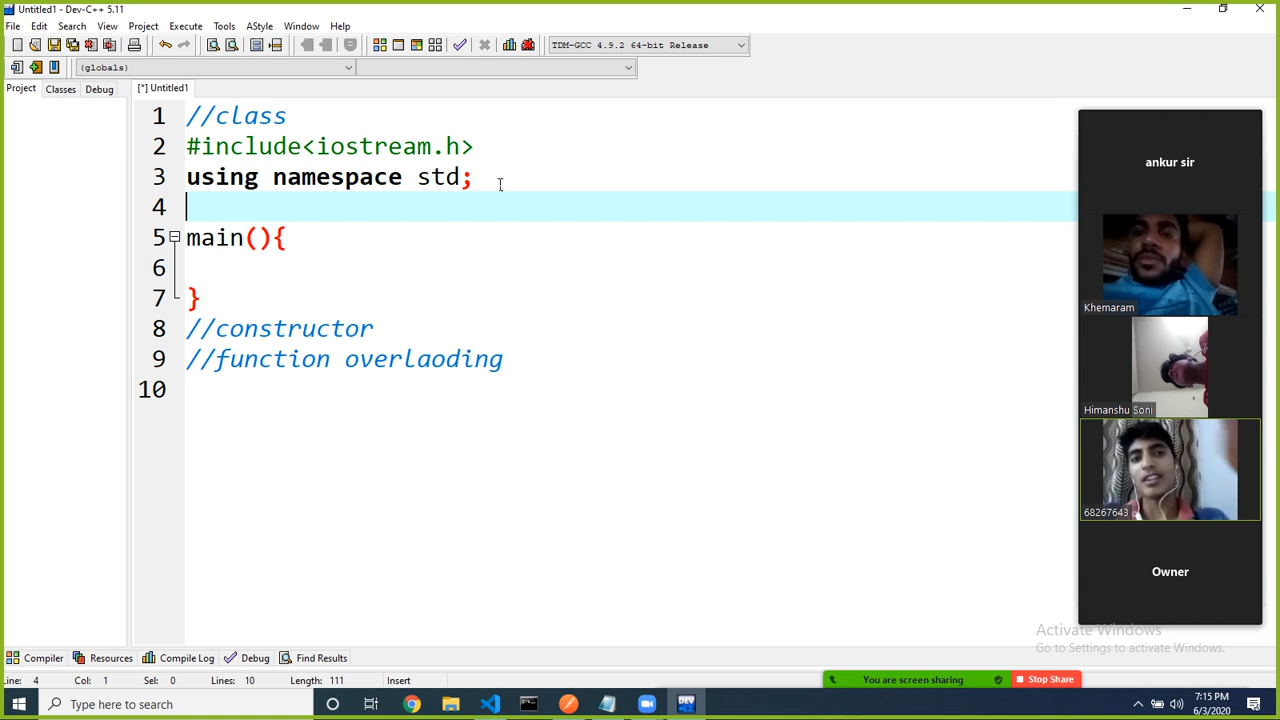 Untitled1 - Dev-C++ 5.11
File Edit Search View Project Execute Tools AStyle Window Help
TDM-GCC 4.9.2 64-bit Release
(globals)
Project Classes Debug
[*] Untitled1
1 //class
2 #include<iostream.h>
3 using namespace std;
4
5 main(){
6
7 }
8 //constructor
9 //function overlaoding
10
ankur sir
Khemaram
Himanshu Soni
68267643
Owner
Activate Windows
Go to Settings to activate Windows.
Compiler Resources Compile Log Debug Find Results
Line: 4 Col: 1 Sel: 0 Lines: 10 Length: 111 Insert
You are screen sharing Stop Share
Type here to search
DEV
7:15 PM
6/3/2020